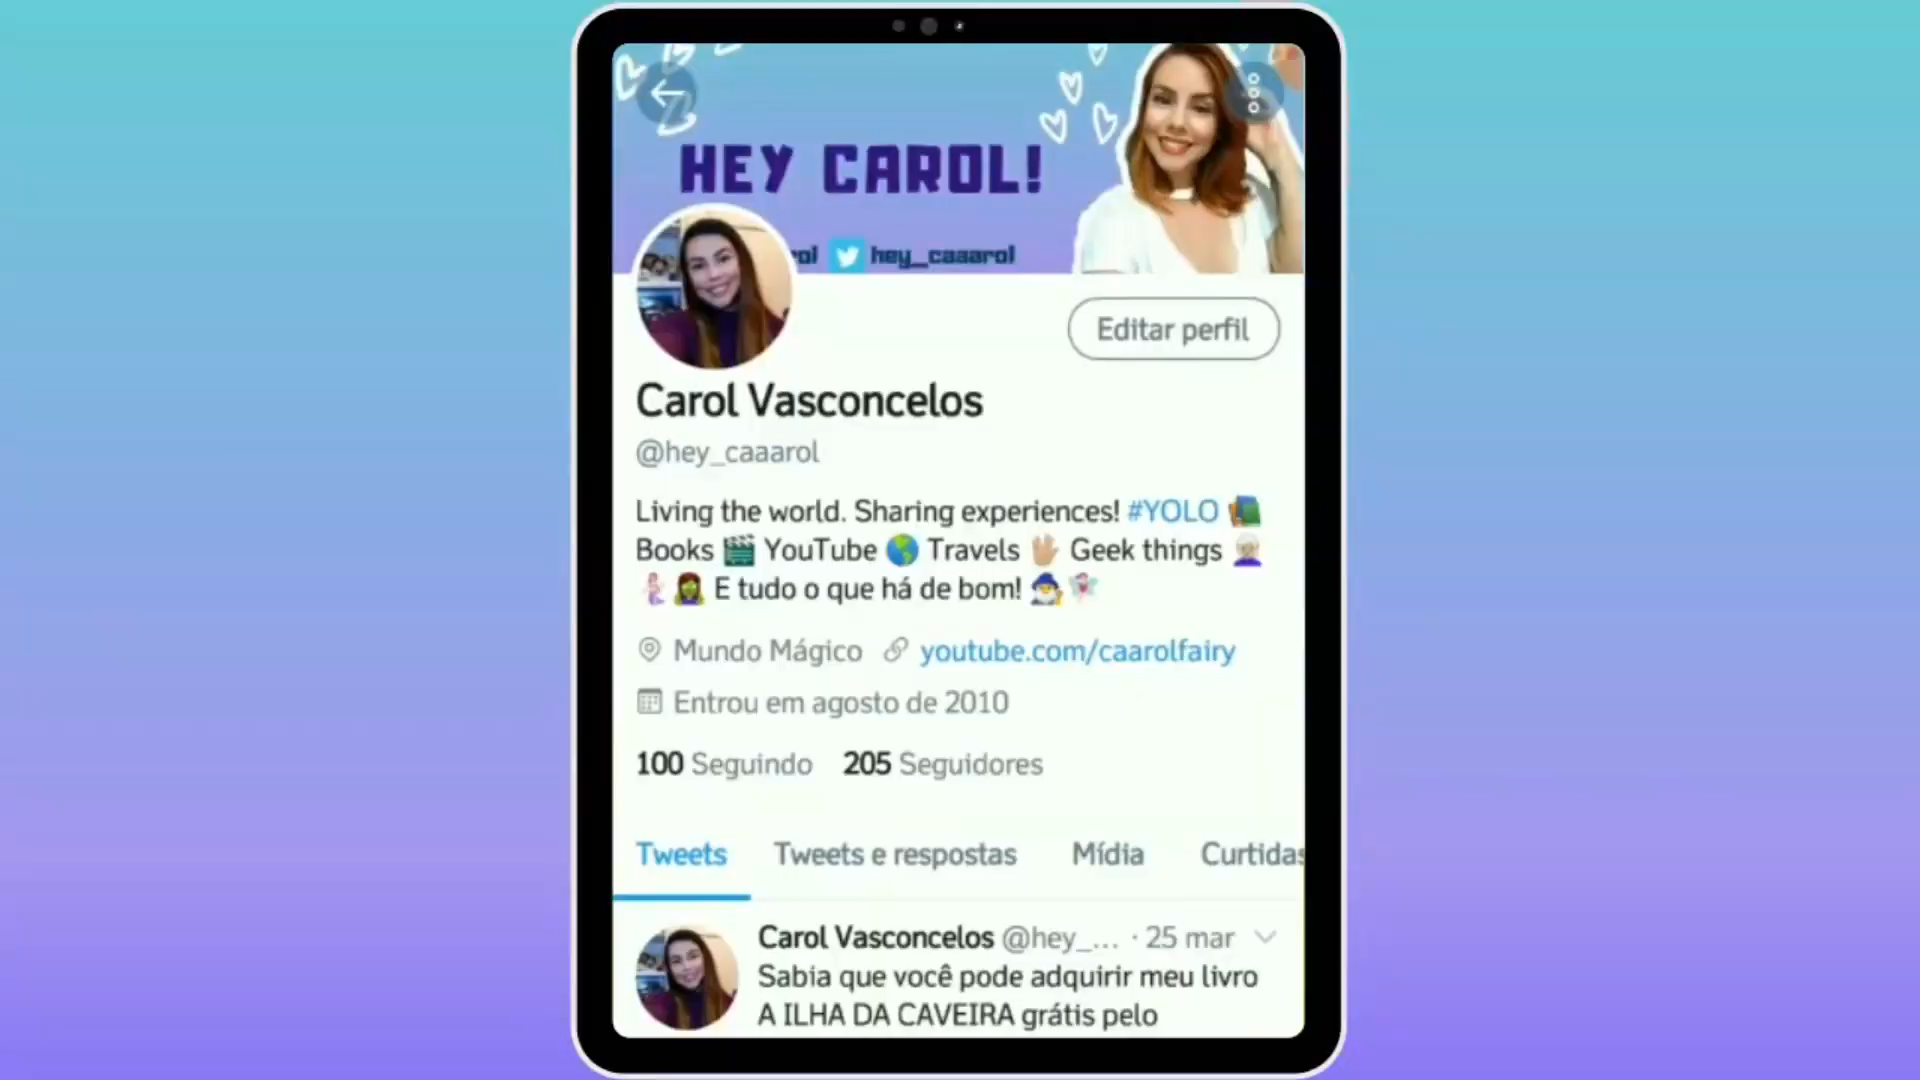 HEY CAROL!
rol hey_caaarol
Editar perfil
Carol Vasconcelos
@hey_caaarol
Living the world. Sharing experiences! #YOLO 📚
Books 🎬 YouTube 🌎 Travels 🖖🏼 Geek things 👩🏼‍🦳
🧜🏼‍♀️🧟‍♀️ E tudo o que há de bom! 🧙🧚🏻‍♀️
Mundo Mágico youtube.com/caarolfairy
Entrou em agosto de 2010
100 Seguindo 205 Seguidores
Tweets Tweets e respostas Mídia Curtidas
Carol Vasconcelos @hey_... · 25 mar
Sabia que você pode adquirir meu livro
A ILHA DA CAVEIRA grátis pelo